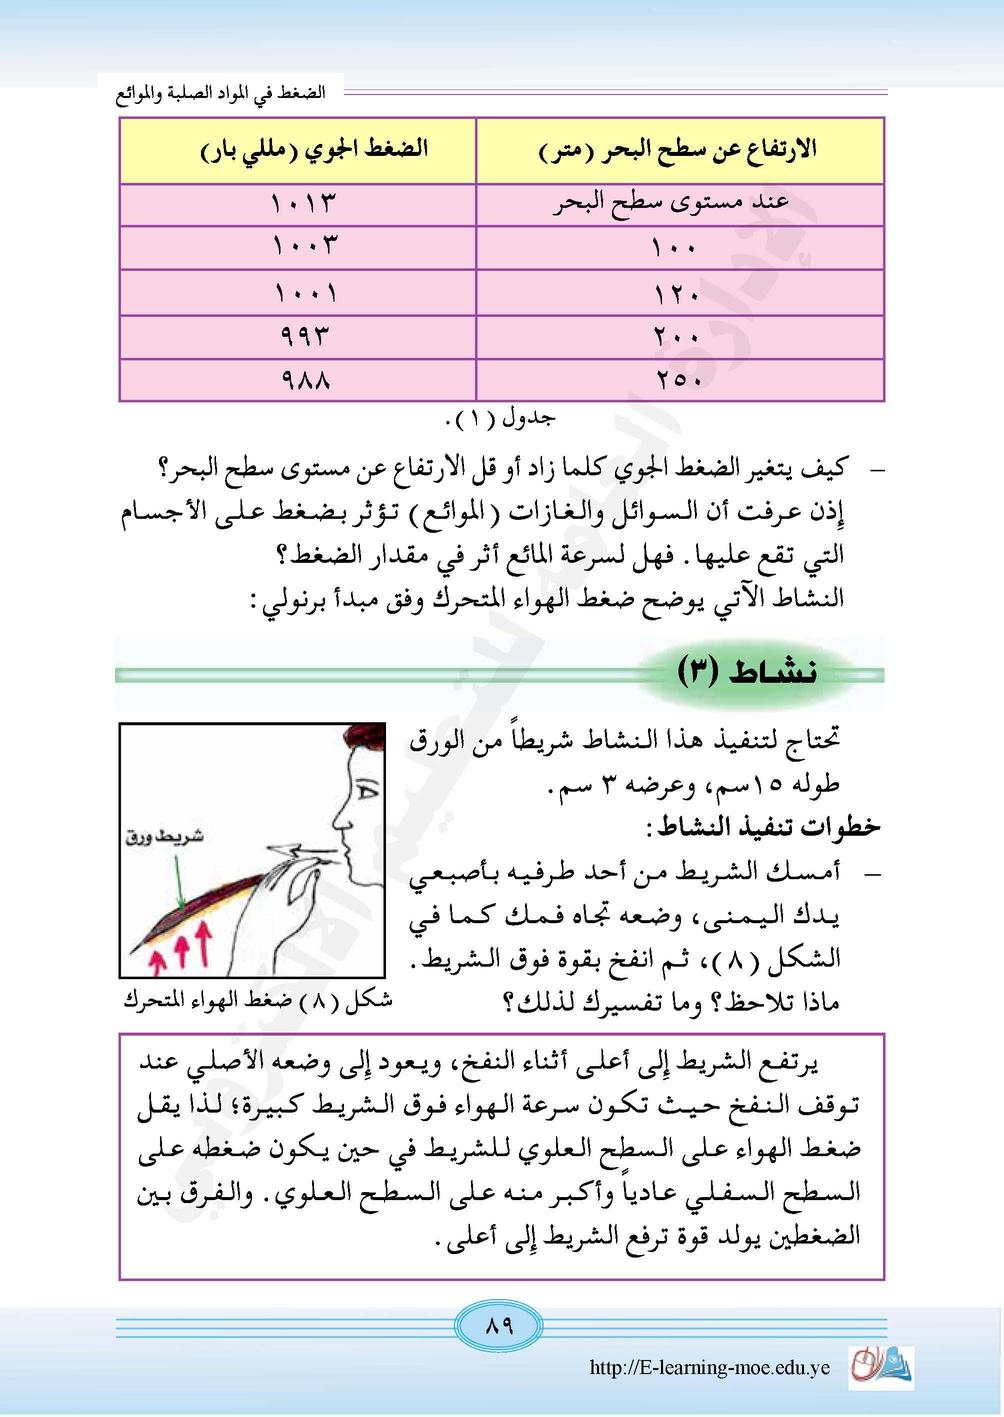 الضغط في المواد الصلبة والموائع
الارتفاع عن سطح البحر (متر) الضغط الجوي (مللي بار)
عند مستوى سطح البحر ١٠١٣
١٠٠ ١٠٠٣
١٢٠ ١٠٠١
٢٠٠ ٩٩٣
٢٥٠ ٩٨٨
جدول (١).
– كيف يتغير الضغط الجوي كلما زاد أو قل الارتفاع عن مستوى سطح البحر؟
إذن عرفت أن السوائل والغازات (الموائع) تؤثر بضغط على الأجسام
التي تقع عليها. فهل لسرعة المائع أثر في مقدار الضغط؟
النشاط الآتي يوضح ضغط الهواء المتحرك وفق مبدأ برنولي:
نشاط (٣)
تحتاج لتنفيذ هذا النشاط شريطاً من الورق
طوله ١٥سم، وعرضه ٣ سم.
خطوات تنفيذ النشاط:
– أمسك الشريط من أحد طرفيه بأصبعي
يدك اليمنى، وضعه تجاه فمك كما في
الشكل (٨)، ثم انفخ بقوة فوق الشريط.
ماذا تلاحظ؟ وما تفسيرك لذلك؟
شريط ورق
شكل (٨) ضغط الهواء المتحرك
يرتفع الشريط إلى أعلى أثناء النفخ، ويعود إلى وضعه الأصلي عند
توقف النفخ حيث تكون سرعة الهواء فوق الشريط كبيرة؛ لذا يقل
ضغط الهواء على السطح العلوي للشريط في حين يكون ضغطه على
السطح السفلي عادياً وأكبر منه على السطح العلوي. والفرق بين
الضغطين يولد قوة ترفع الشريط إلى أعلى.
٨٩
http://E-learning-moe.edu.ye
الإدارة العامة للتعليم الإلكتروني